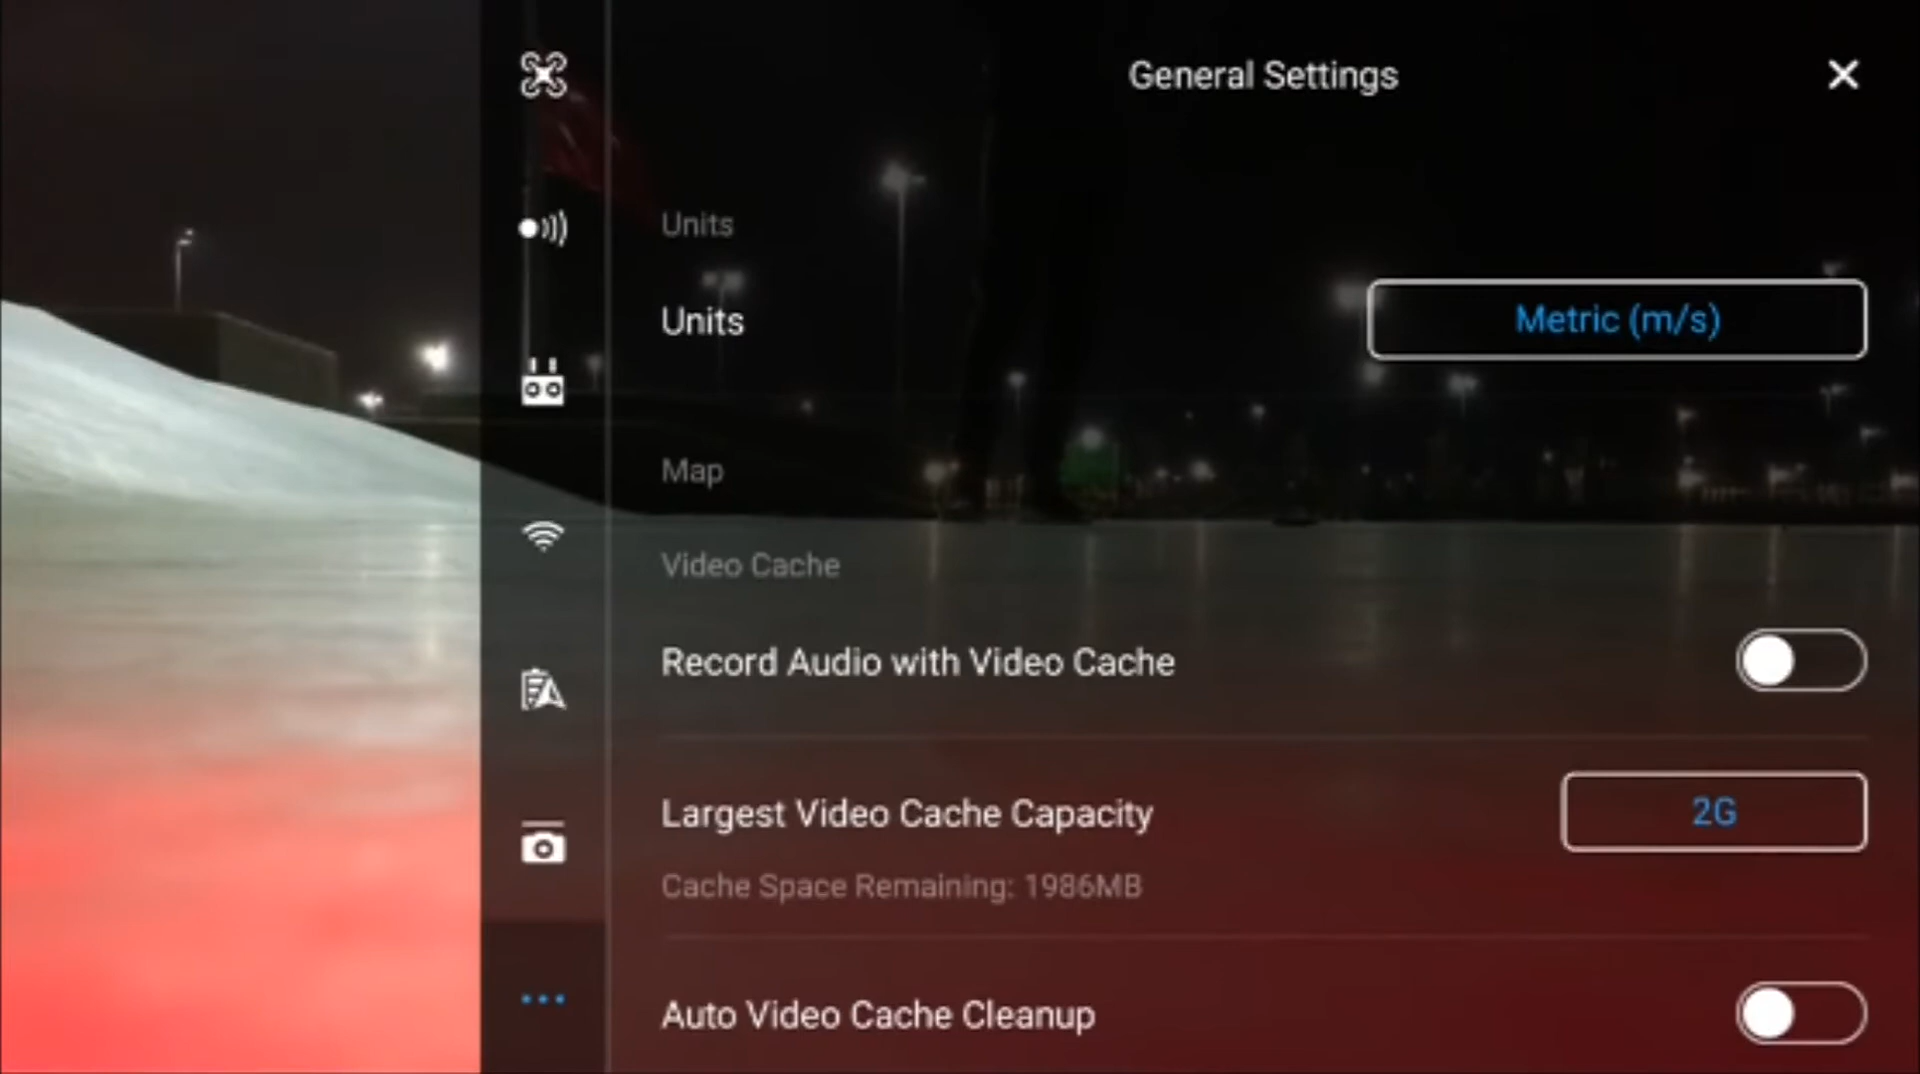 General Settings
Units
Units
Metric (m/s)
Map
Video Cache
Record Audio with Video Cache
Largest Video Cache Capacity
2G
Cache Space Remaining: 1986MB
Auto Video Cache Cleanup